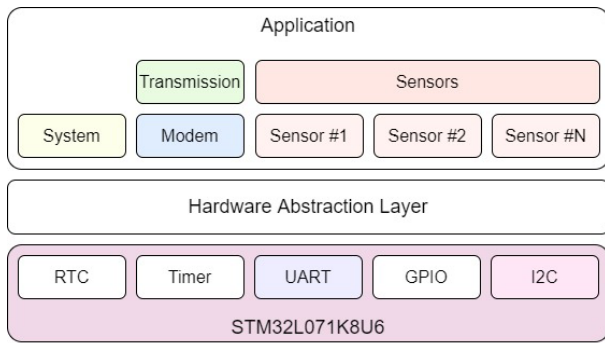 Application
Transmission
Sensors
System
Modem
Sensor #1
Sensor #2
Sensor #N
Hardware Abstraction Layer
RTC
Timer
UART
GPIO
I2C
STM32L071K8U6